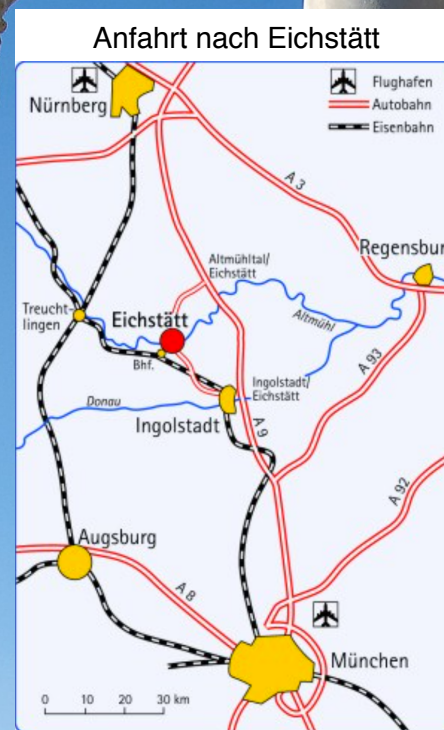 Anfahrt nach Eichstätt
Flughafen
Autobahn
Eisenbahn
Nürnberg
A 3
Regensbur
Altmühltal/
Eichstätt
Treucht-
lingen
Eichstätt
Altmühl
Bhf.
A 93
Ingolstadt/
Eichstätt
Donau
Ingolstadt
A 9
A 92
Augsburg
A 8
München
0 10 20 30 km